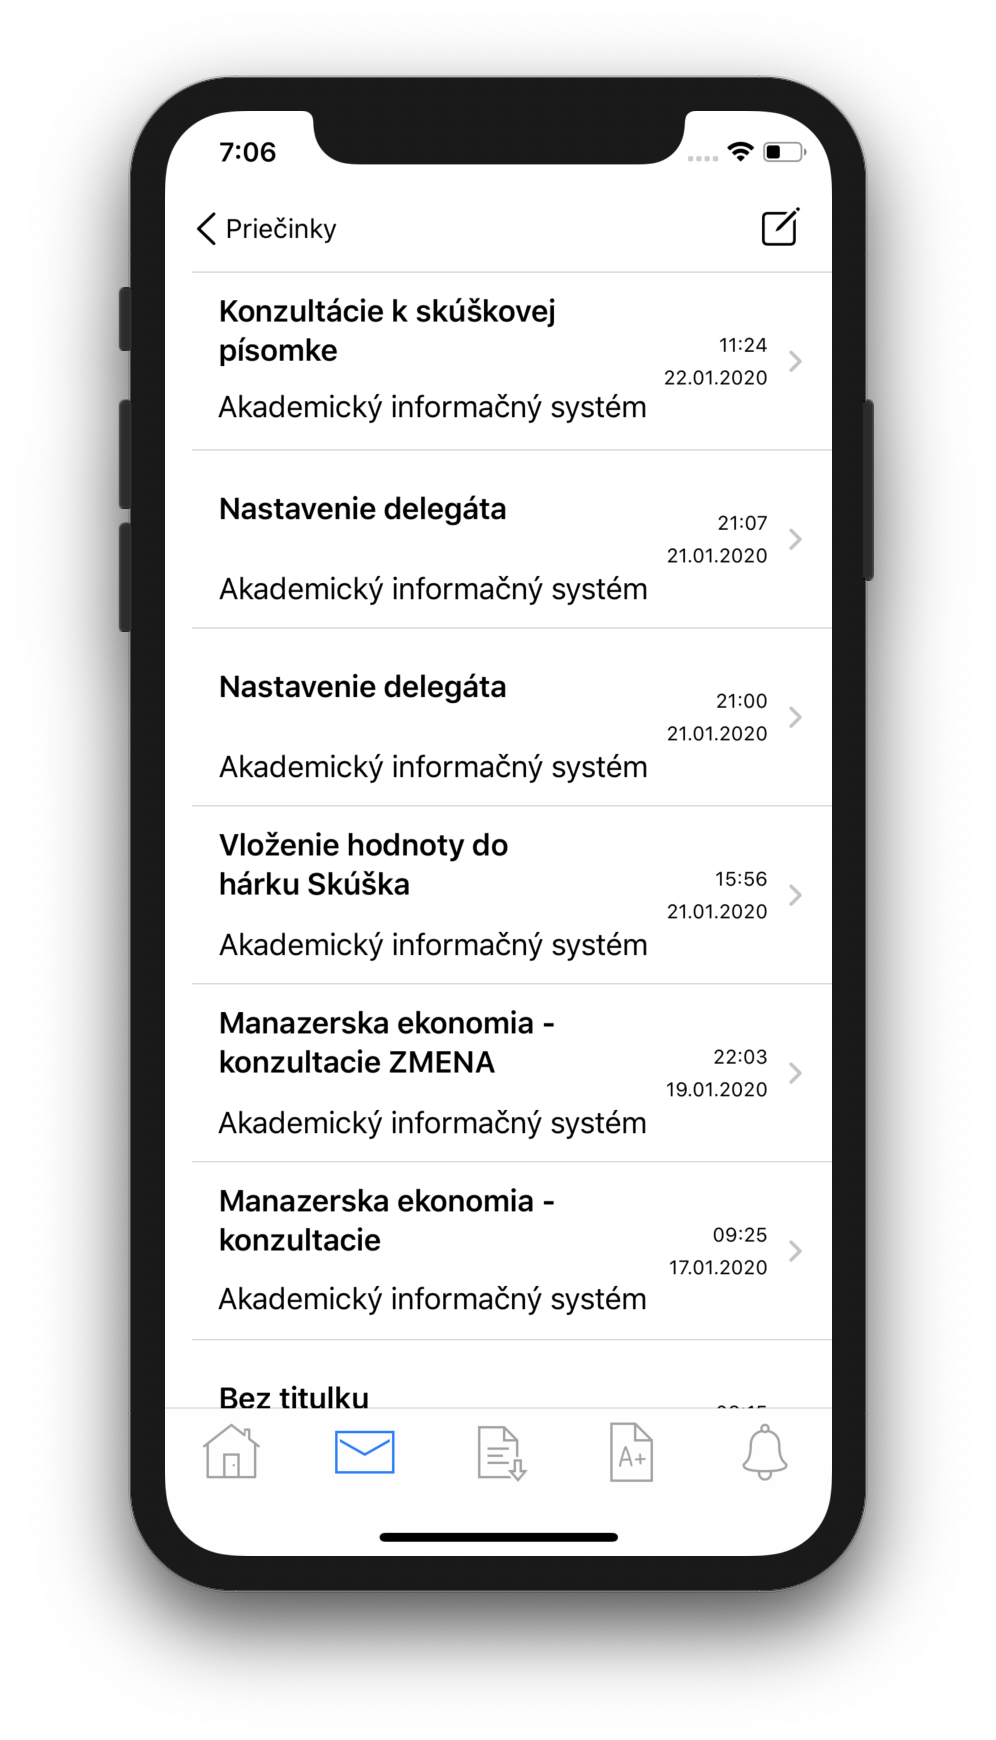 7:06
Priečinky
Konzultácie k skúškovej
písomke
11:24
22.01.2020
Akademický informačný systém
Nastavenie delegáta
21:07
21.01.2020
Akademický informačný systém
Nastavenie delegáta
21:00
21.01.2020
Akademický informačný systém
Vloženie hodnoty do
hárku Skúška
15:56
21.01.2020
Akademický informačný systém
Manazerska ekonomia -
konzultacie ZMENA
22:03
19.01.2020
Akademický informačný systém
Manazerska ekonomia -
konzultacie
09:25
17.01.2020
Akademický informačný systém
Bez titulku
A+